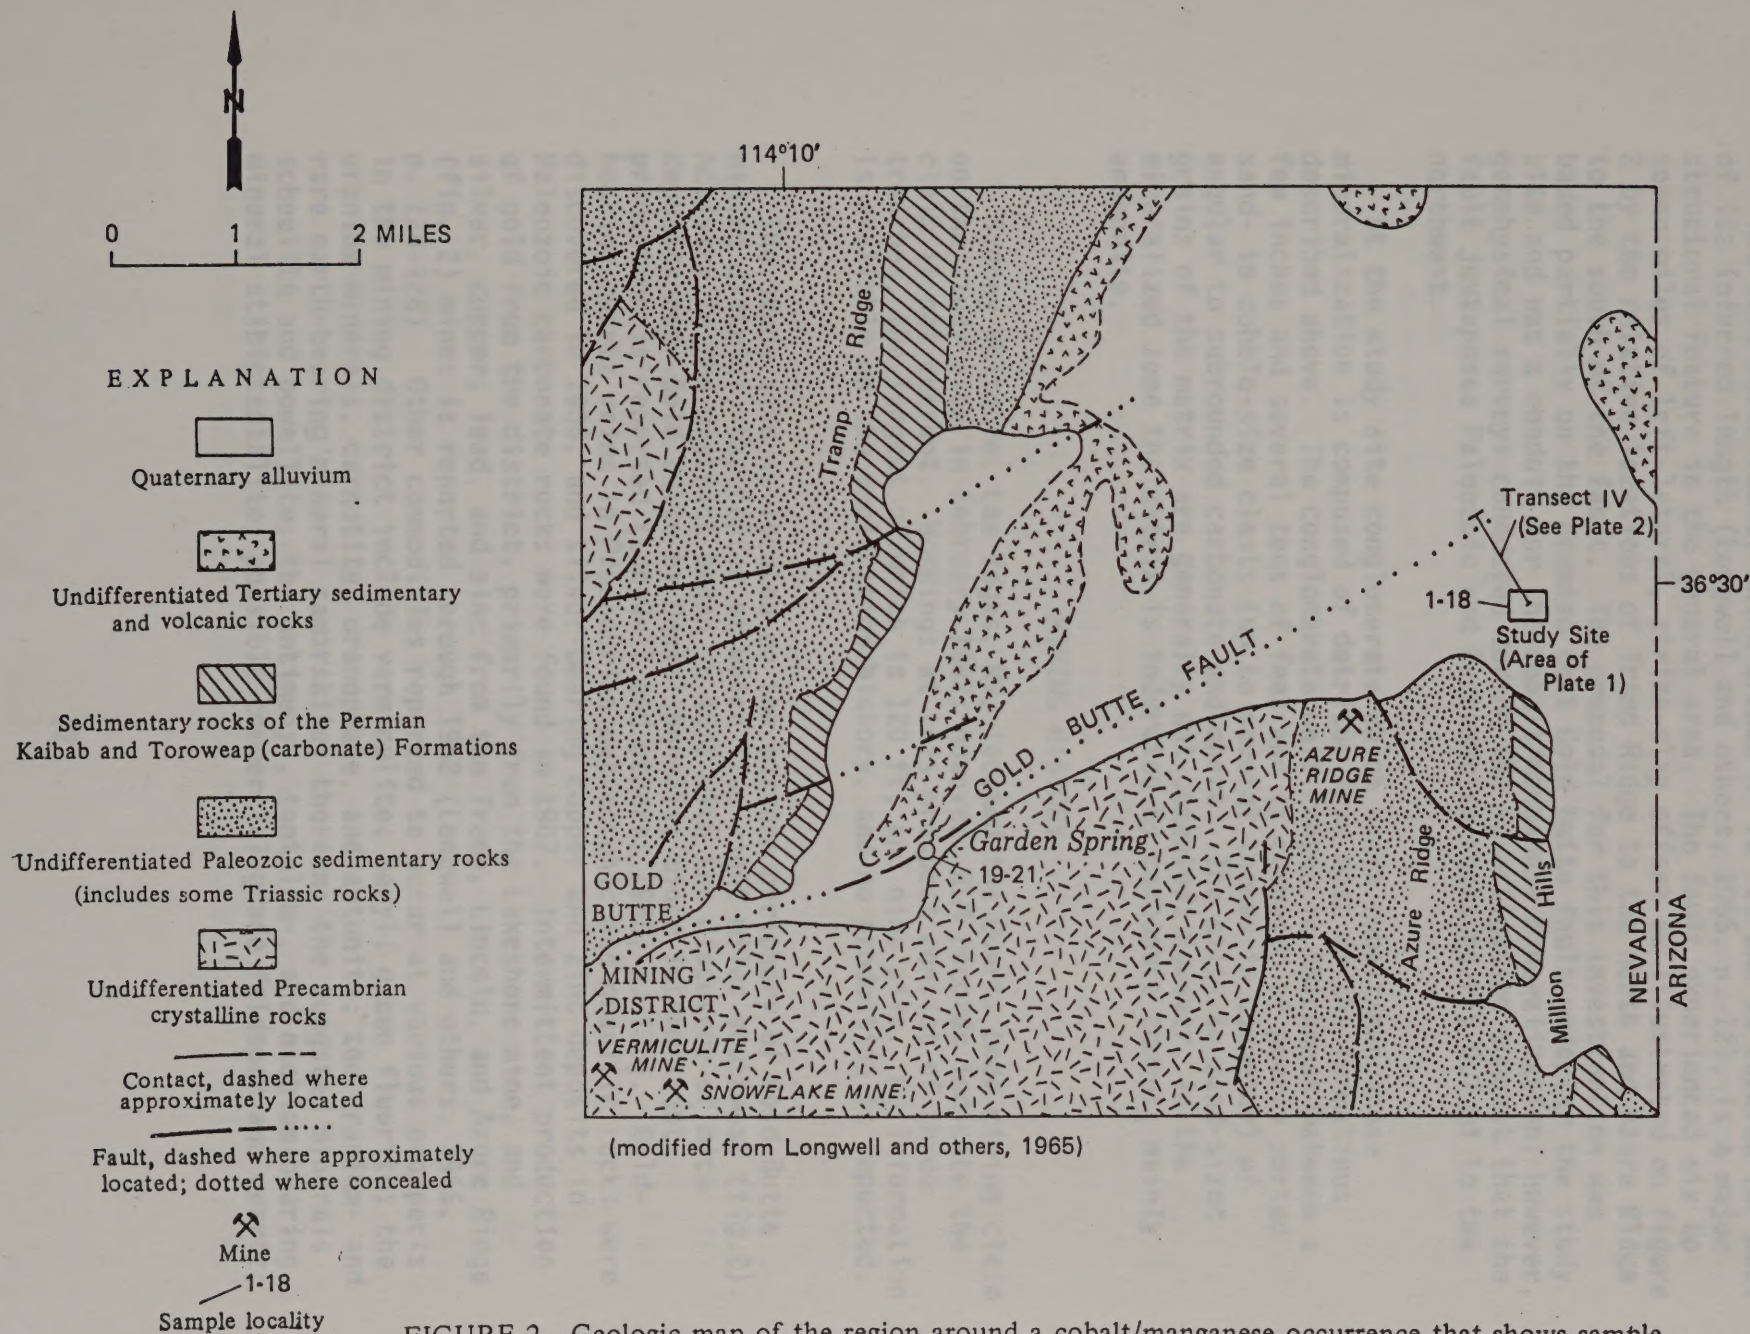 N
0 1 2 MILES
EXPLANATION
Quaternary alluvium
Undifferentiated Tertiary sedimentary
and volcanic rocks
Sedimentary rocks of the Permian
Kaibab and Toroweap (carbonate) Formations
Undifferentiated Paleozoic sedimentary rocks
(includes some Triassic rocks)
Undifferentiated Precambrian
crystalline rocks
Contact, dashed where
approximately located
Fault, dashed where approximately
located; dotted where concealed
Mine
1-18
Sample locality
114°10'
Tramp Ridge
GOLD BUTTE FAULT
Transect IV
(See Plate 2)
36°30'
1-18
Study Site
(Area of
Plate 1)
AZURE
RIDGE
MINE
Garden Spring
19-21
GOLD
BUTTE
MINING
DISTRICT
VERMICULITE
MINE
SNOWFLAKE MINE
Azure Ridge
Million Hills
NEVADA
ARIZONA
(modified from Longwell and others, 1965)
FIGURE 2. Geologic map of the region around a cobalt/manganese occurrence that shows sample